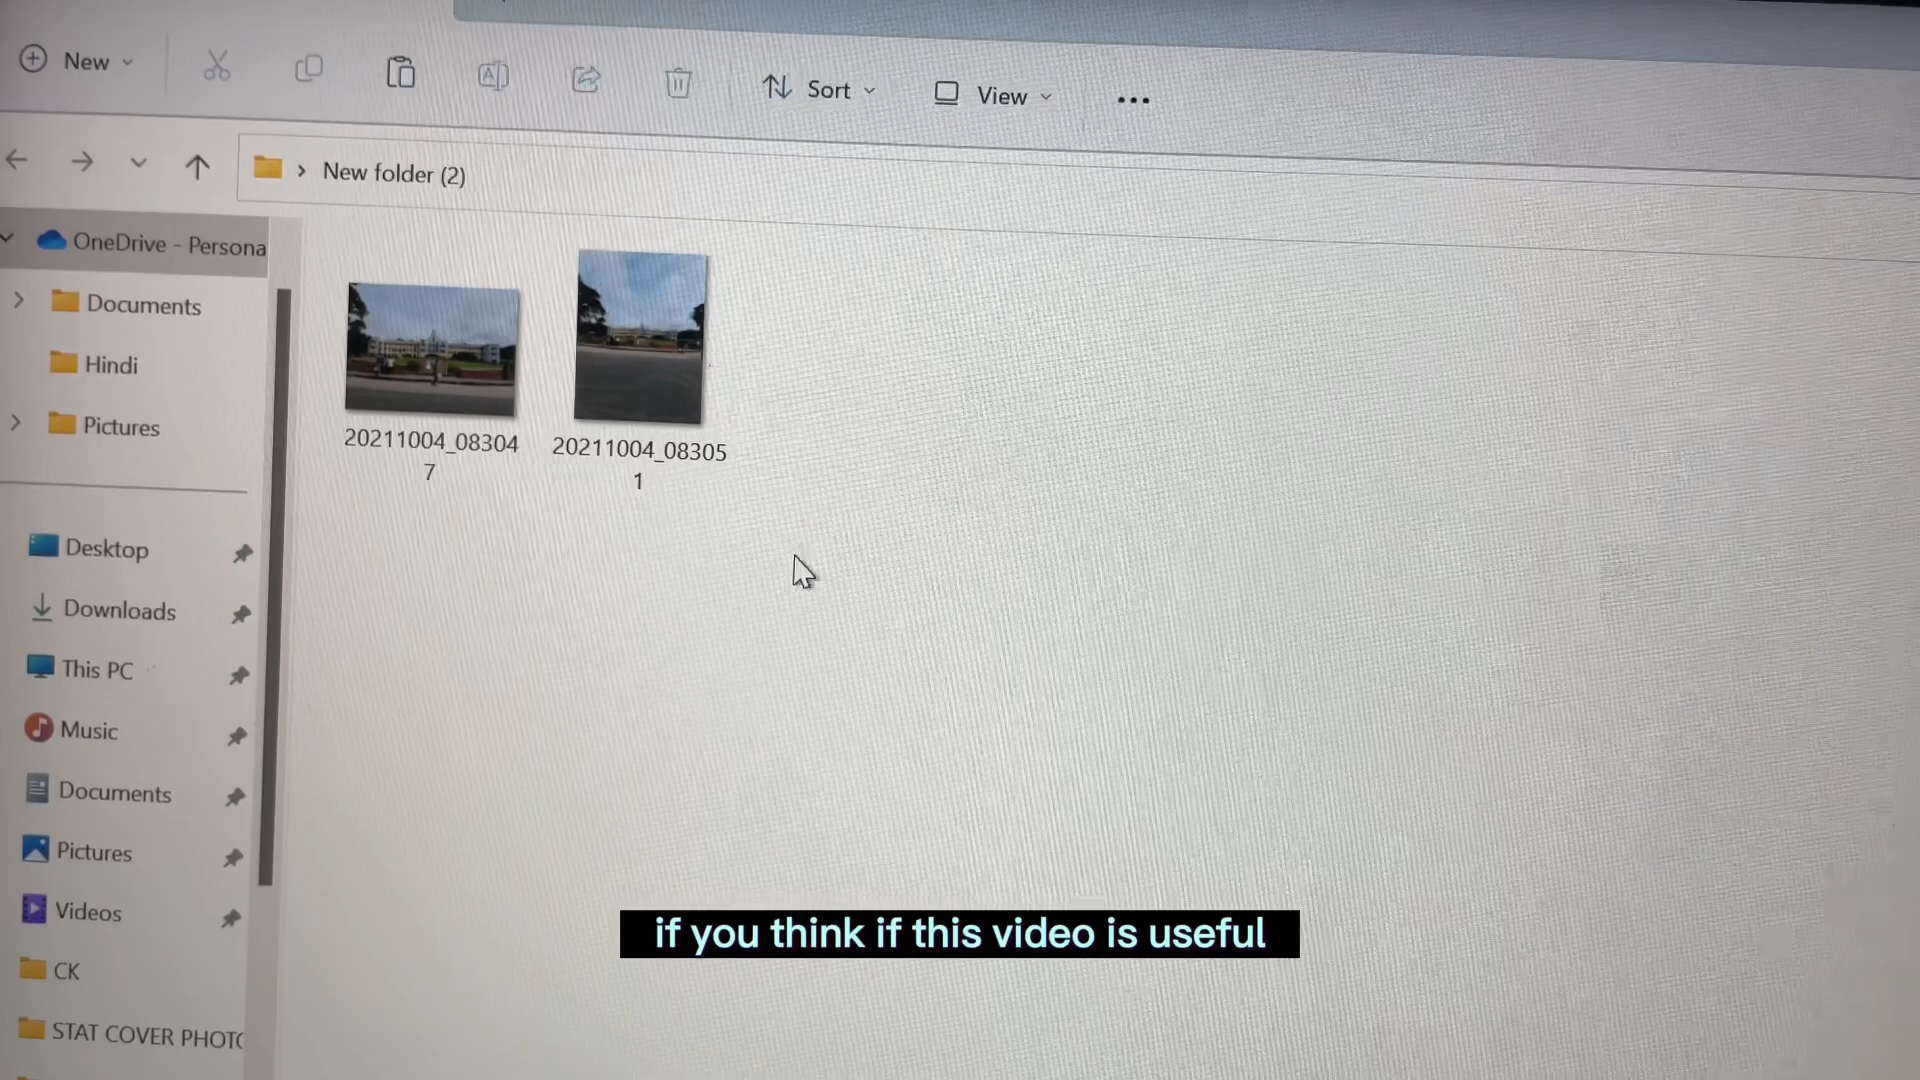 New
Sort
View
New folder (2)
OneDrive - Persona
Documents
Hindi
Pictures
Desktop
Downloads
This PC
Music
Documents
Pictures
Videos
CK
STAT COVER PHOTO
20211004_08304
7
20211004_08305
1
if you think if this video is useful